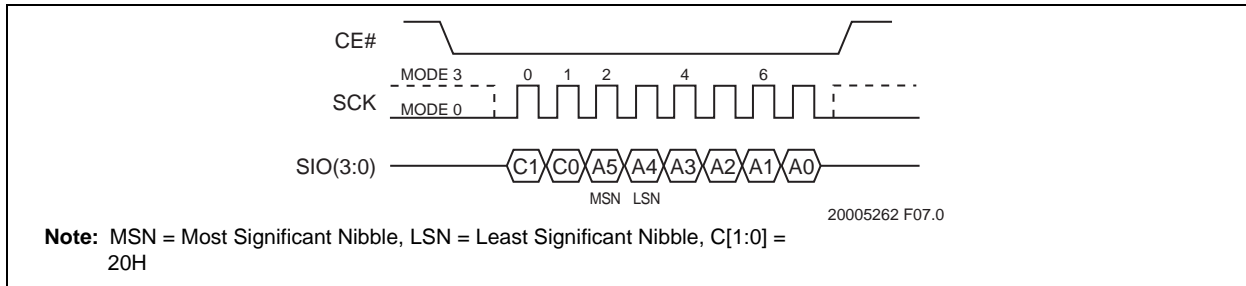 CE#
MODE 3 0 1 2 4 6
SCK
MODE 0
SIO(3:0) C1 C0 A5 A4 A3 A2 A1 A0
MSN LSN
20005262 F07.0
Note: MSN = Most Significant Nibble, LSN = Least Significant Nibble, C[1:0] =
20H